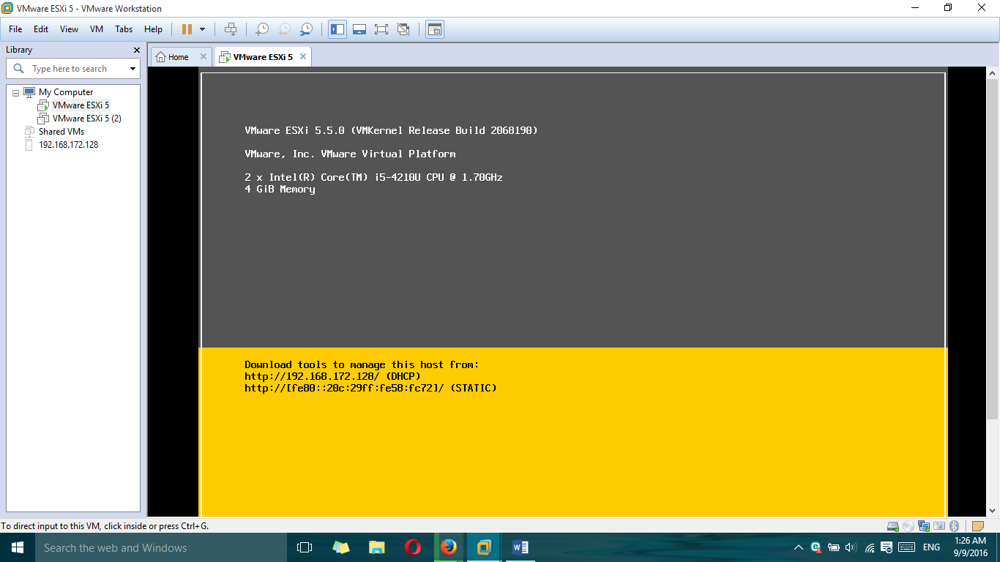 VMware ESXi 5 - VMware Workstation
File Edit View VM Tabs Help
Library
Home
VMware ESXi 5
Type here to search
My Computer
VMware ESXi 5
VMware ESXi 5 (2)
Shared VMs
192.168.172.128
VMware ESXi 5.5.0 (VMKernel Release Build 2068190)
VMware, Inc. VMware Virtual Platform
2 x Intel(R) Core(TM) i5-4210U CPU @ 1.70GHz
4 GiB Memory
Download tools to manage this host from:
http://192.168.172.128/ (DHCP)
http://[fe80::20c:29ff:fe58:fc72]/ (STATIC)
To direct input to this VM, click inside or press Ctrl+G.
Search the web and Windows
ENG
1:26 AM
9/9/2016